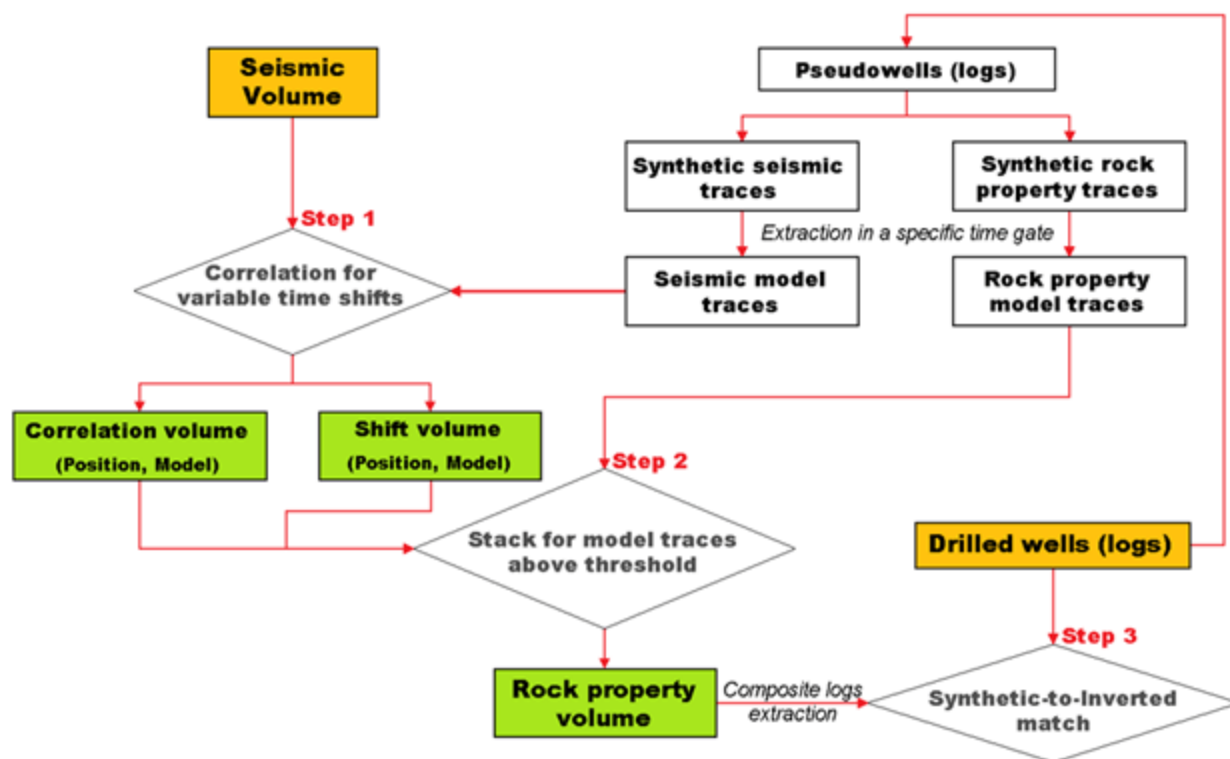 Seismic
Volume
Pseudowells (logs)
Synthetic seismic
traces
Synthetic rock
property traces
Step 1
Extraction in a specific time gate
Correlation for
variable time shifts
Seismic model
traces
Rock property
model traces
Correlation volume
(Position, Model)
Shift volume
(Position, Model)
Step 2
Stack for model traces
above threshold
Drilled wells (logs)
Step 3
Rock property
volume
Composite logs
extraction
Synthetic-to-Inverted
match